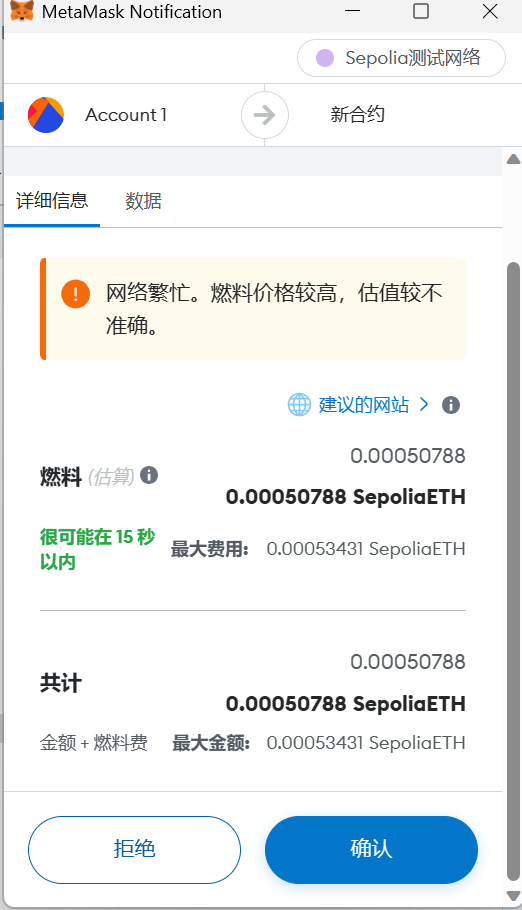 MetaMask Notification
Sepolia测试网络
Account 1
新合约
详细信息
数据
网络繁忙。燃料价格较高，估值较不
准确。
建议的网站
0.00050788
燃料 (估算)
0.00050788 SepoliaETH
很可能在 15 秒
以内
最大费用: 0.00053431 SepoliaETH
0.00050788
共计
0.00050788 SepoliaETH
金额 + 燃料费
最大金额: 0.00053431 SepoliaETH
拒绝
确认